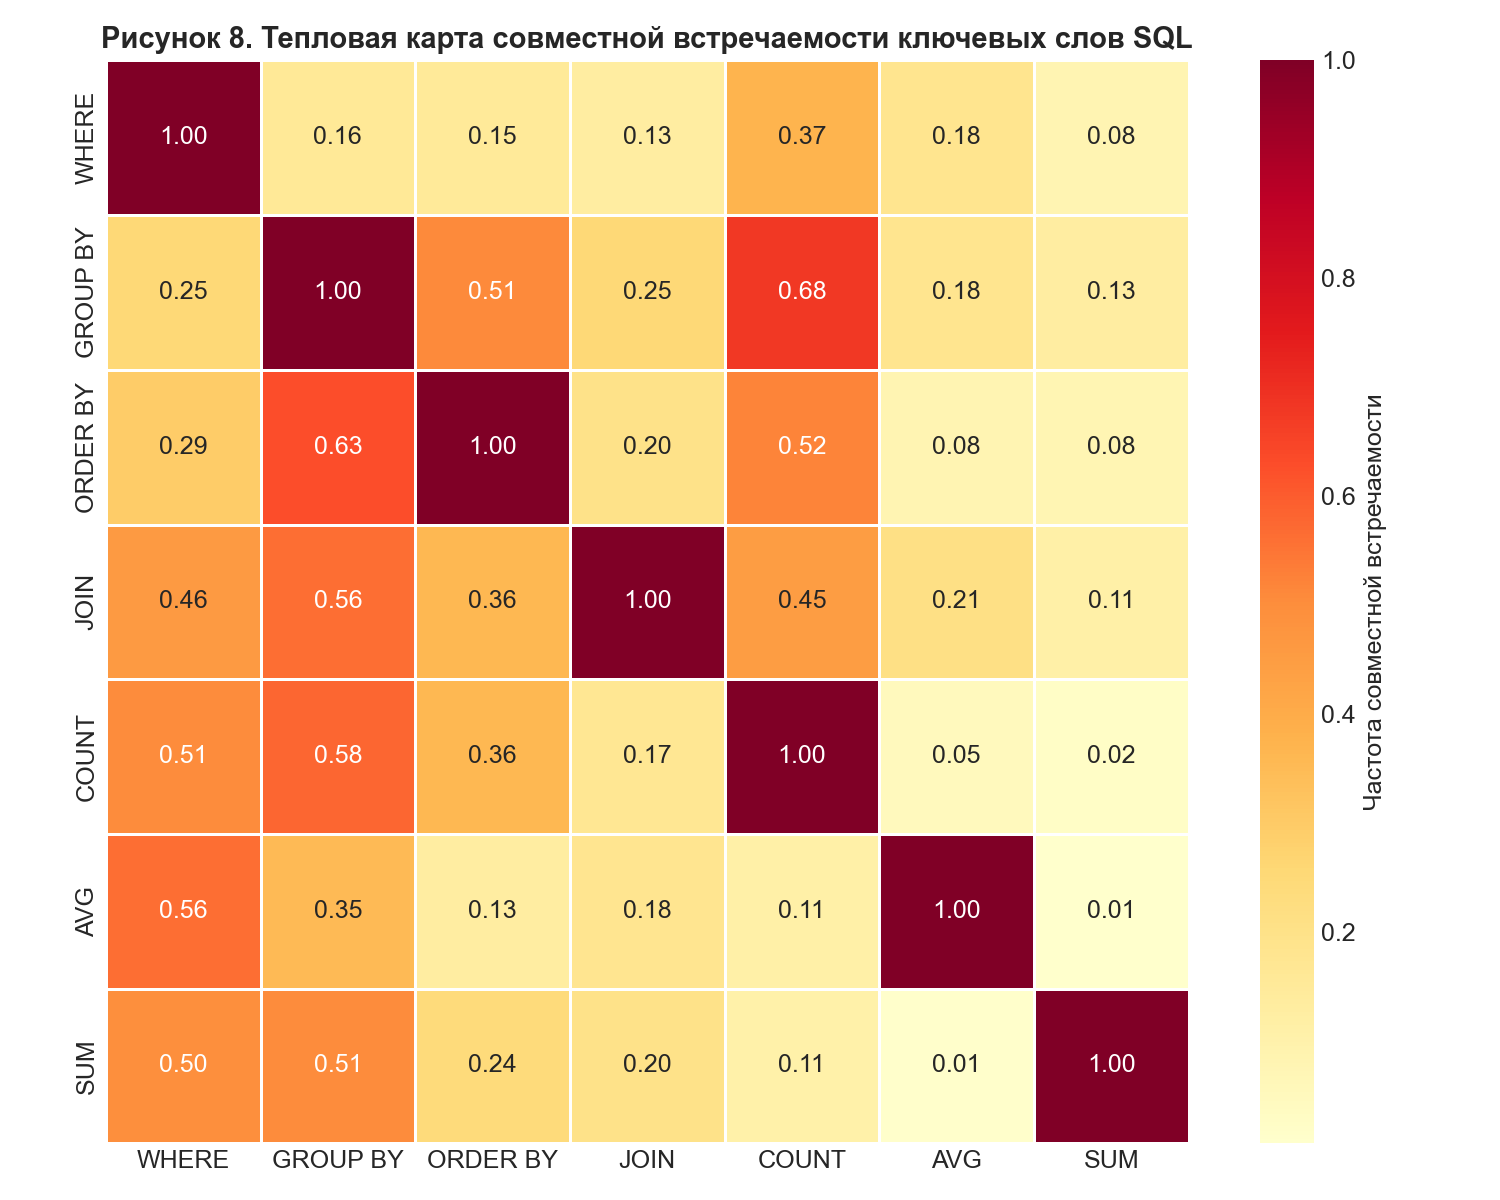 Рисунок 8. Тепловая карта совместной встречаемости ключевых слов SQL
WHERE 1.00 0.16 0.15 0.13 0.37 0.18 0.08
GROUP BY 0.25 1.00 0.51 0.25 0.68 0.18 0.13
ORDER BY 0.29 0.63 1.00 0.20 0.52 0.08 0.08
JOIN 0.46 0.56 0.36 1.00 0.45 0.21 0.11
COUNT 0.51 0.58 0.36 0.17 1.00 0.05 0.02
AVG 0.56 0.35 0.13 0.18 0.11 1.00 0.01
SUM 0.50 0.51 0.24 0.20 0.11 0.01 1.00
WHERE GROUP BY ORDER BY JOIN COUNT AVG SUM
1.0
0.8
0.6
0.4
0.2
Частота совместной встречаемости